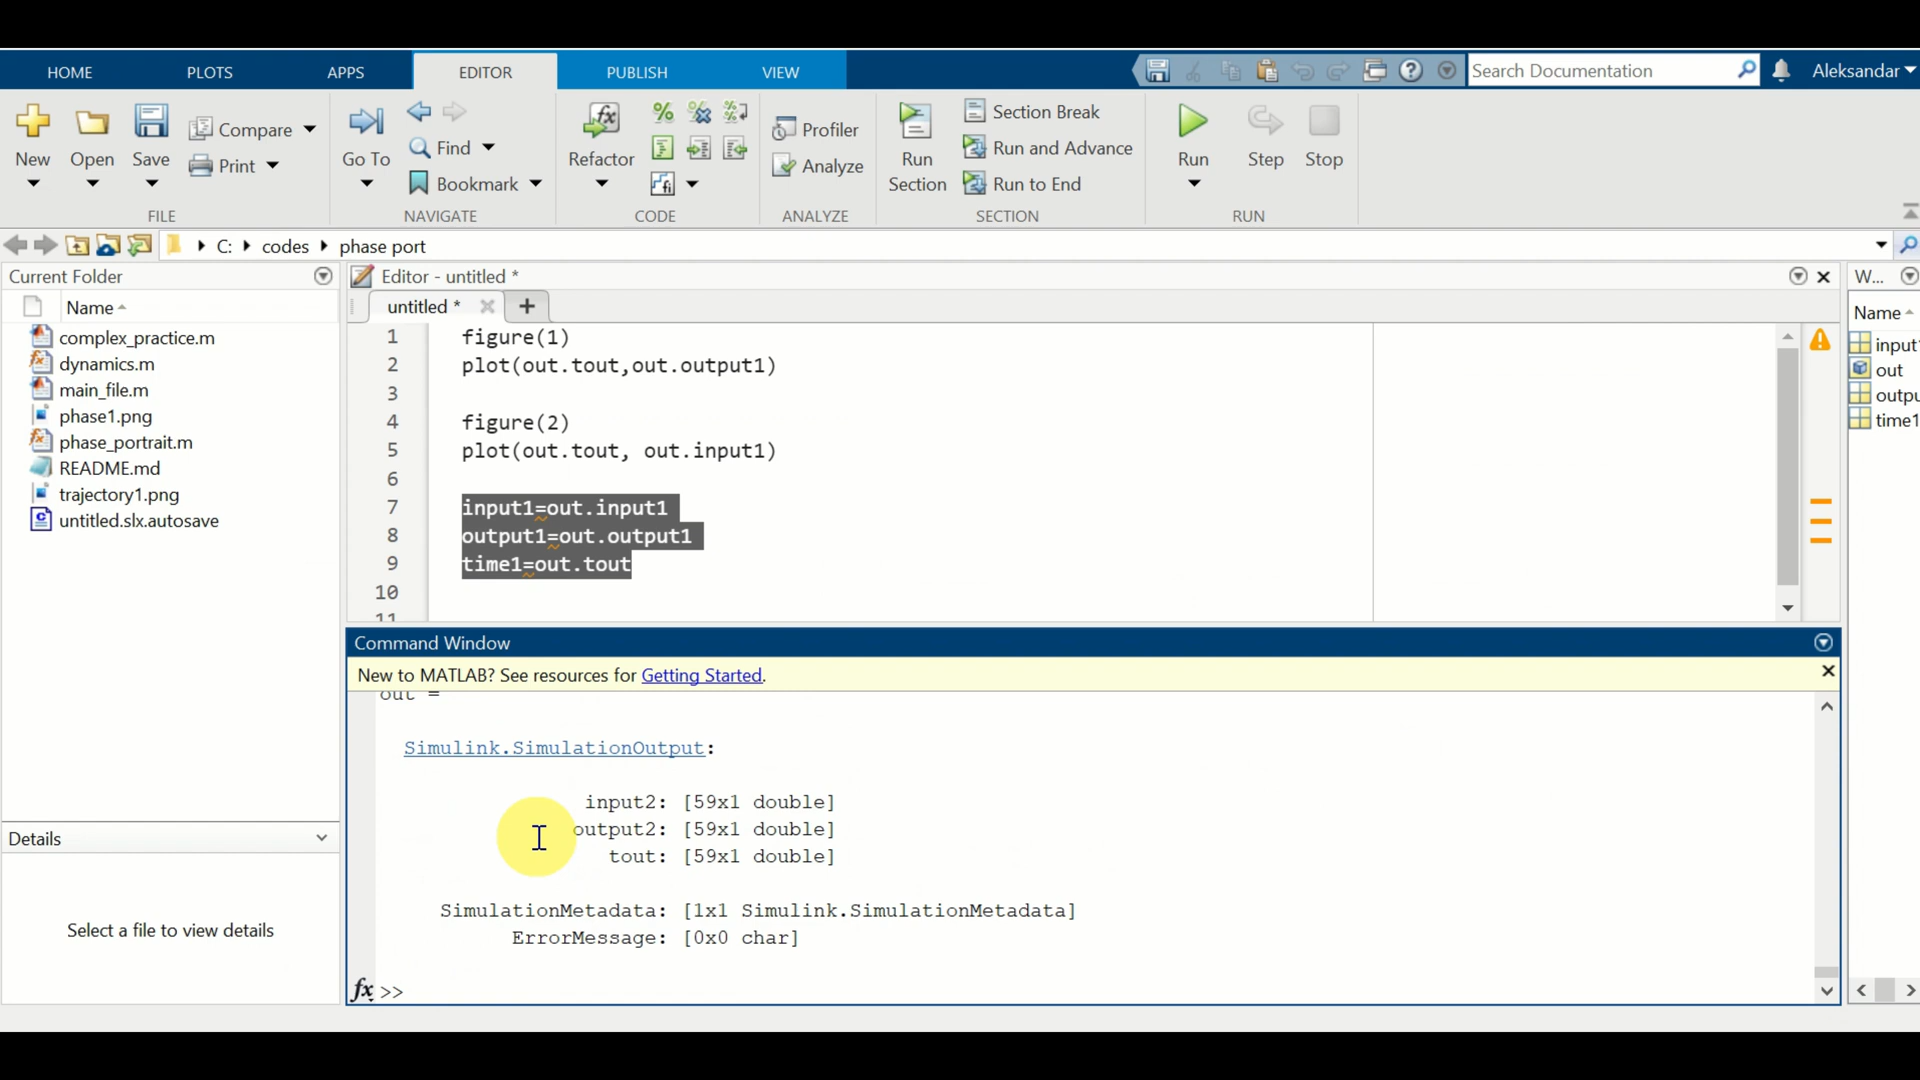 HOME
PLOTS
APPS
EDITOR
PUBLISH
VIEW
Search Documentation
Aleksandar
New
Open
Save
Compare
Print
FILE
Go To
Find
Bookmark
NAVIGATE
Refactor
CODE
Profiler
Analyze
ANALYZE
Run Section
Section Break
Run and Advance
Run to End
SECTION
Run
Step
Stop
RUN
C: codes phase port
Current Folder
Name
complex_practice.m
dynamics.m
main_file.m
phase1.png
phase_portrait.m
README.md
trajectory1.png
untitled.slx.autosave
Details
Select a file to view details
Editor - untitled *
untitled *
1 figure(1)
2 plot(out.tout,out.output1)
3
4 figure(2)
5 plot(out.tout, out.input1)
6
7 input1=out.input1
8 output1=out.output1
9 time1=out.tout
10
11
Command Window
New to MATLAB? See resources for Getting Started.
out =
Simulink.SimulationOutput:
input2: [59x1 double]
output2: [59x1 double]
tout: [59x1 double]
SimulationMetadata: [1x1 Simulink.SimulationMetadata]
ErrorMessage: [0x0 char]
fx >>
W...
Name
input1
out
outpu
time1